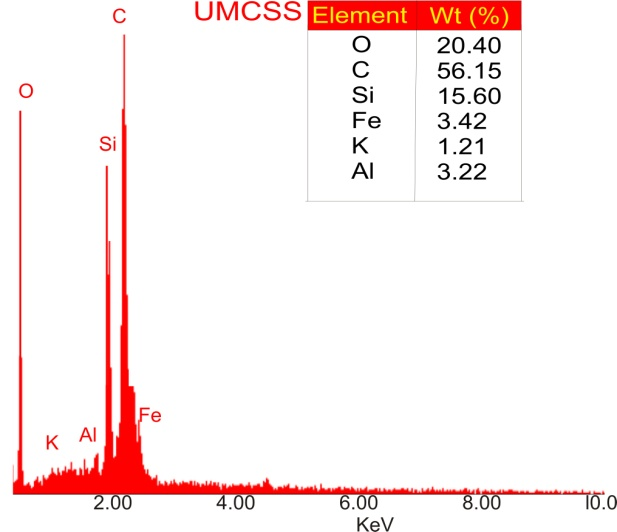 UMCSS
Element Wt (%)
O 20.40
C 56.15
Si 15.60
Fe 3.42
K 1.21
Al 3.22
C
O
Si
Fe
Al
K
2.00 4.00 6.00 8.00 10.0
KeV